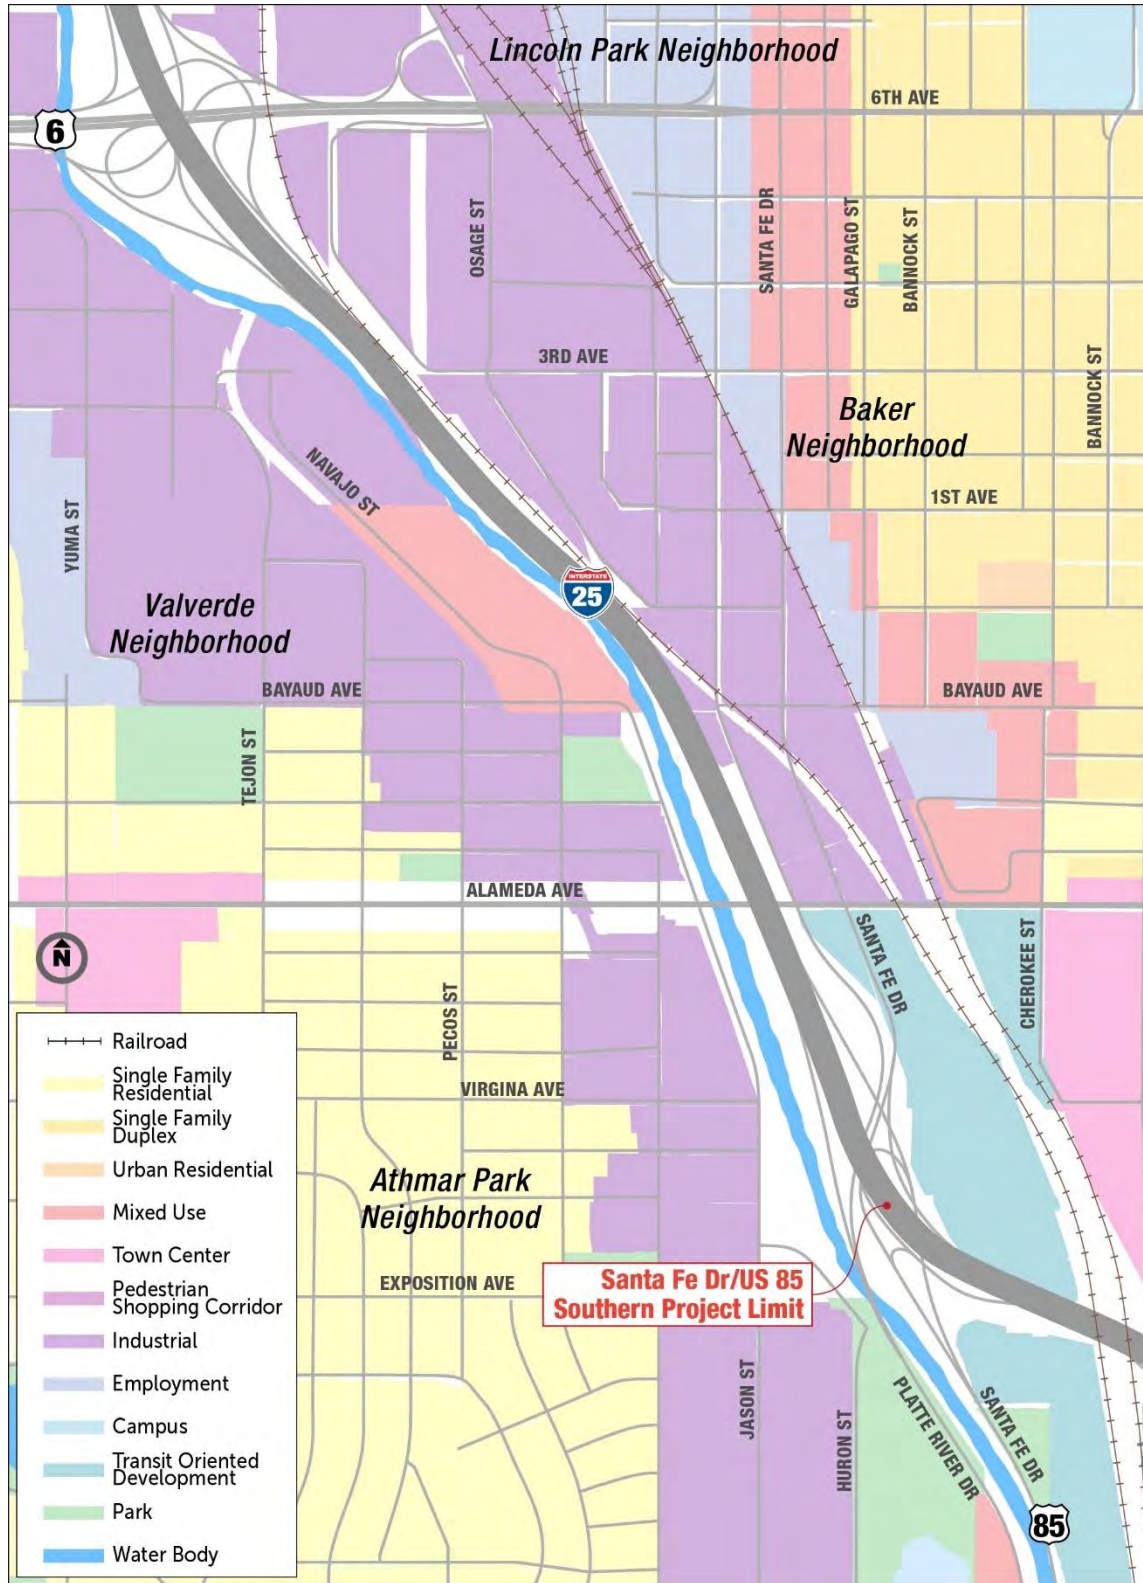 Lincoln Park Neighborhood
6TH AVE
6
OSAGE ST
SANTA FE DR
GALAPAGO ST
BANNOCK ST
3RD AVE
BANNOCK ST
Baker
Neighborhood
NAVAJO ST
1ST AVE
YUMA ST
INTERSTATE
25
Valverde
Neighborhood
BAYAUD AVE
BAYAUD AVE
TEJON ST
ALAMEDA AVE
SANTA FE DR
CHEROKEE ST
N
PECOS ST
VIRGINA AVE
Athmar Park
Neighborhood
EXPOSITION AVE
Santa Fe Dr/US 85
Southern Project Limit
JASON ST
HURON ST
PLATTE RIVER DR
SANTA FE DR
85
Railroad
Single Family
Residential
Single Family
Duplex
Urban Residential
Mixed Use
Town Center
Pedestrian
Shopping Corridor
Industrial
Employment
Campus
Transit Oriented
Development
Park
Water Body